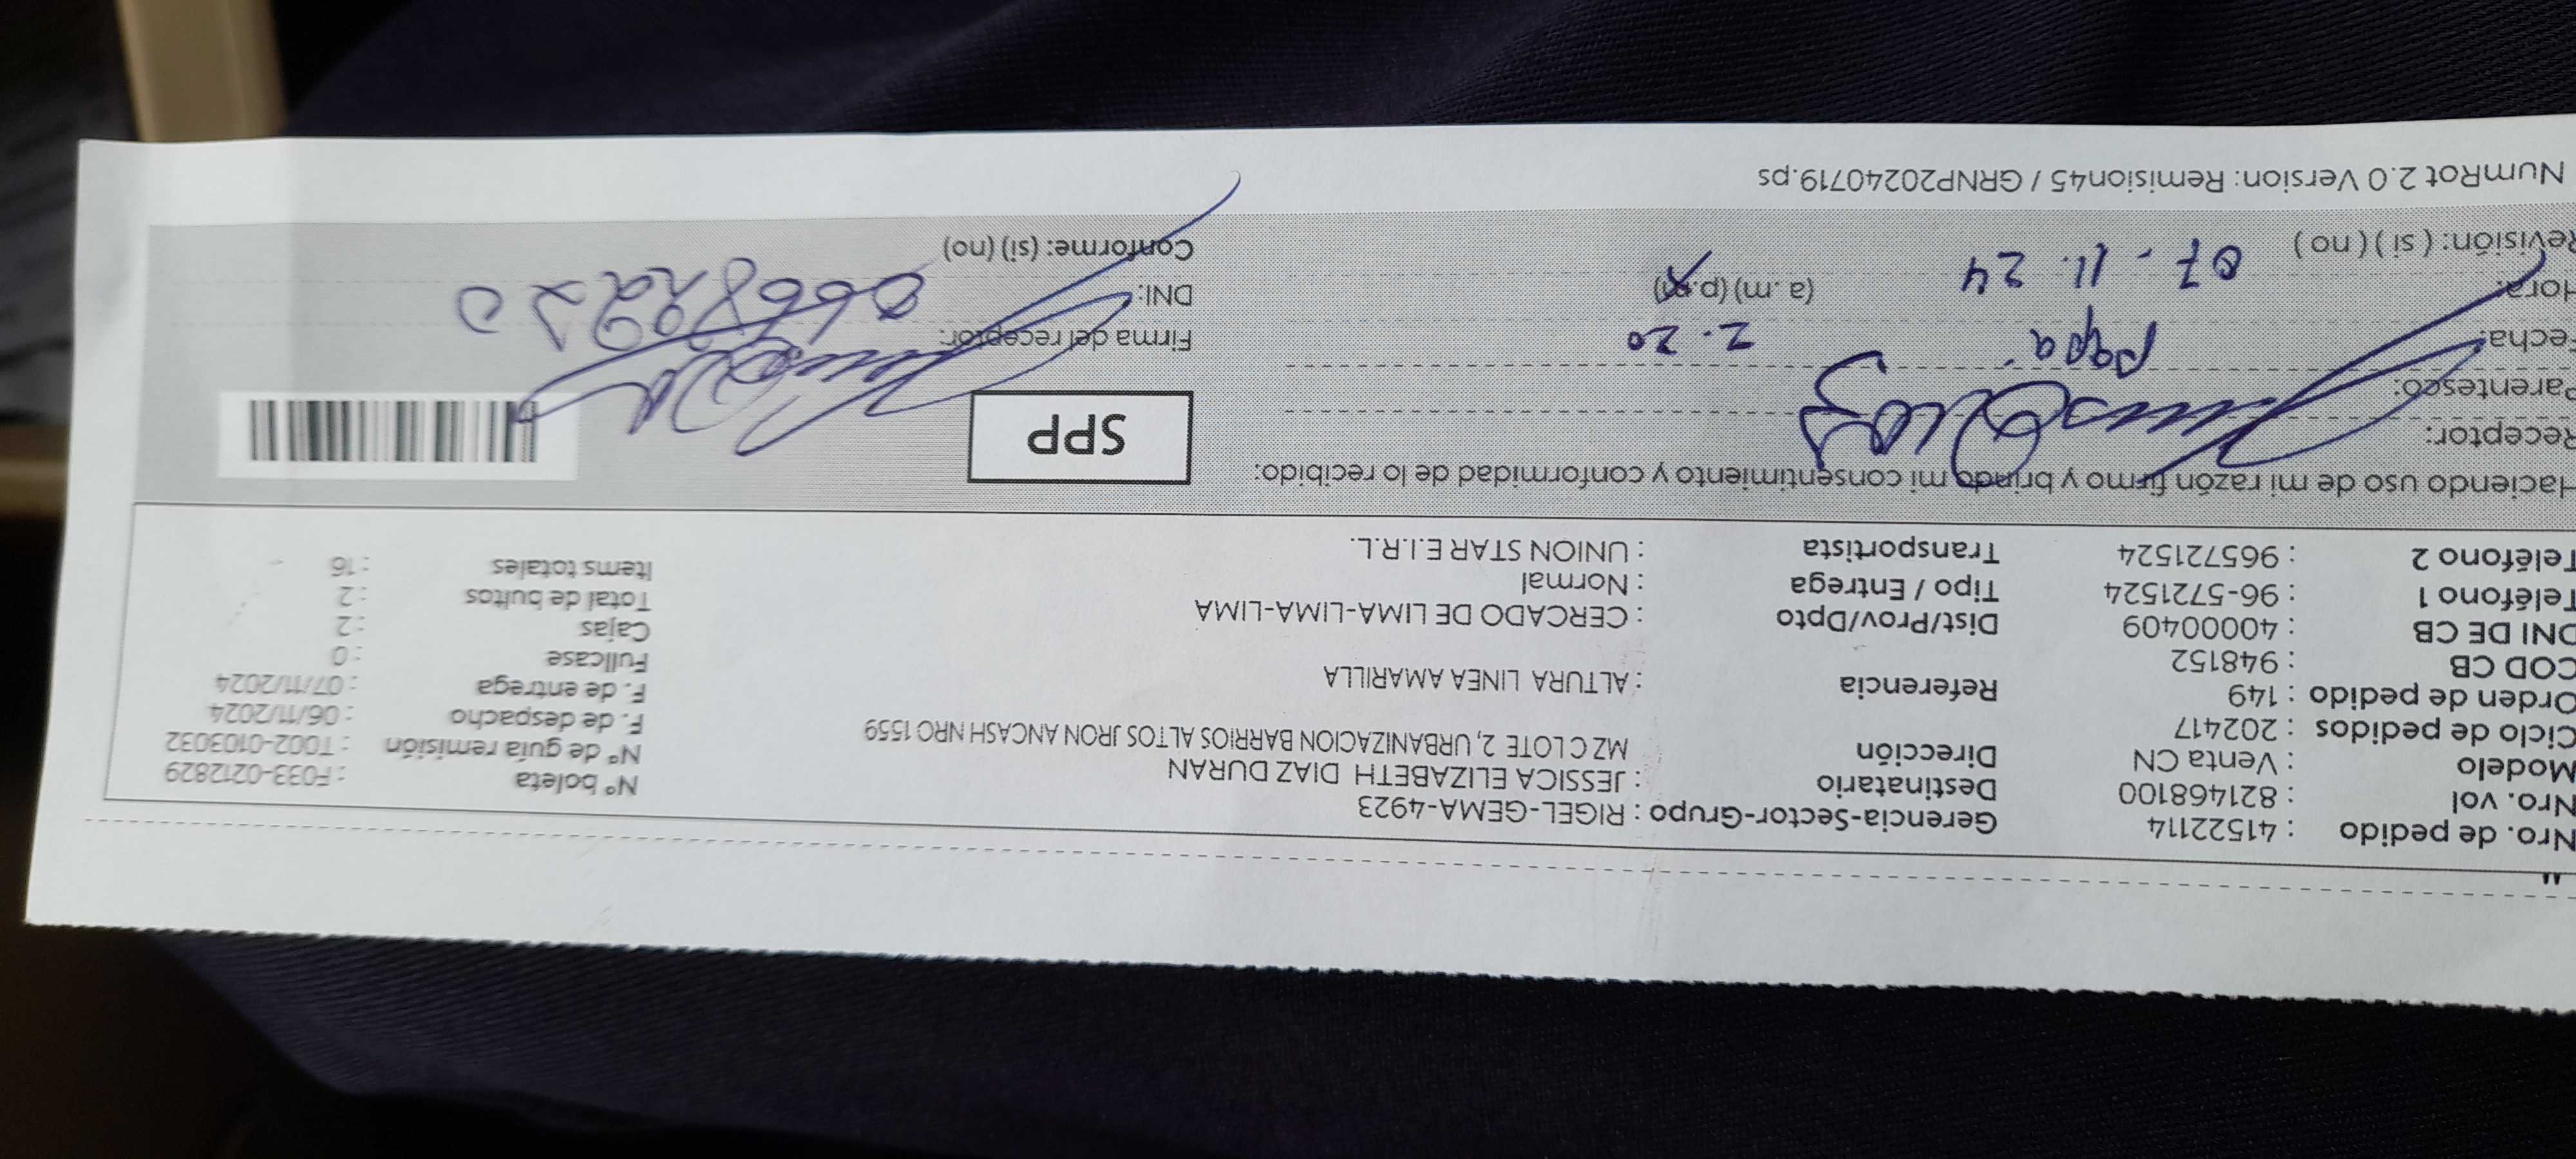 Nro. de pedido : 41522114 Gerencia-Sector-Grupo : RIGEL-GEMA-4923
Nro. vol : 821468100 Destinatario : JESSICA ELIZABETH DIAZ DURAN Nº boleta : F033-0212829
Modelo : Venta CN Dirección MZ C LOTE 2, URBANIZACION BARRIOS ALTOS JRON ANCASH NRO 1559 Nº de guía remisión : T002-0103032
Ciclo de pedidos : 202417 F. de despacho : 06/11/2024
Orden de pedido : 149 Referencia : ALTURA LINEA AMARILLA F. de entrega : 07/11/2024
COD CB : 948152 Fullcase : 0
DNI DE CB : 40000409 Dist/Prov/Dpto : CERCADO DE LIMA-LIMA-LIMA Cajas : 2
Teléfono 1 : 96-5721524 Tipo / Entrega : Normal Total de bultos : 2
Teléfono 2 : 965721524 Transportista : UNION STAR E.I.R.L. Items totales : 16
Haciendo uso de mi razón firmo y brindo mi consentimiento y conformidad de lo recibido:
Receptor: SPP
Parentesco: papá
Fecha: 2.20 Firma del receptor:
Hora: 07.11.24 (a.m) (p.m) DNI:
Revisión: ( si ) ( no ) Conforme: (si) (no)
NumRot 2.0 Version: Remision45 / GRNP20240719.ps